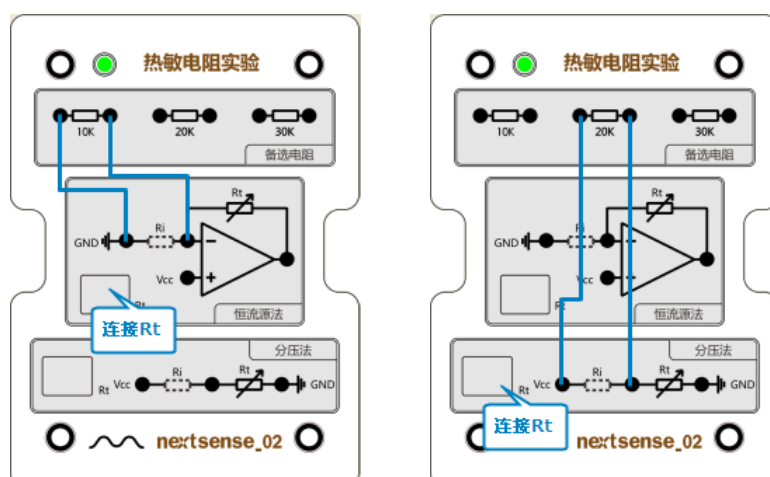 热敏电阻实验
10K 20K 30K
备选电阻
Rt
GND Ri
Vcc
Rt
恒流源法
连接Rt
分压法
Rt Vcc Ri Rt GND
nextsense_02
热敏电阻实验
10K 20K 30K
备选电阻
Rt
GND Ri
Vcc
Rt
恒流源法
分压法
Rt Vcc Ri Rt GND
连接Rt
nextsense_02